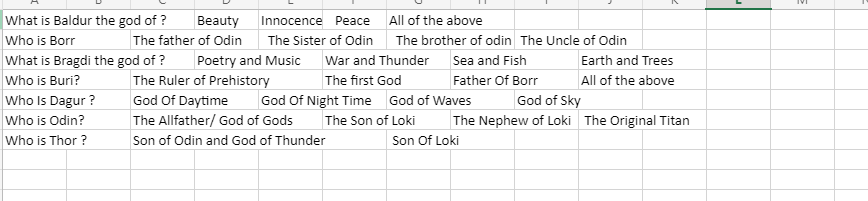 What is Baldur the god of ? Beauty Innocence Peace All of the above
Who is Borr The father of Odin The Sister of Odin The brother of odin The Uncle of Odin
What is Bragdi the god of ? Poetry and Music War and Thunder Sea and Fish Earth and Trees
Who is Buri? The Ruler of Prehistory The first God Father Of Borr All of the above
Who Is Dagur ? God Of Daytime God Of Night Time God of Waves God of Sky
Who is Odin? The Allfather/ God of Gods The Son of Loki The Nephew of Loki The Original Titan
Who is Thor ? Son of Odin and God of Thunder Son Of Loki